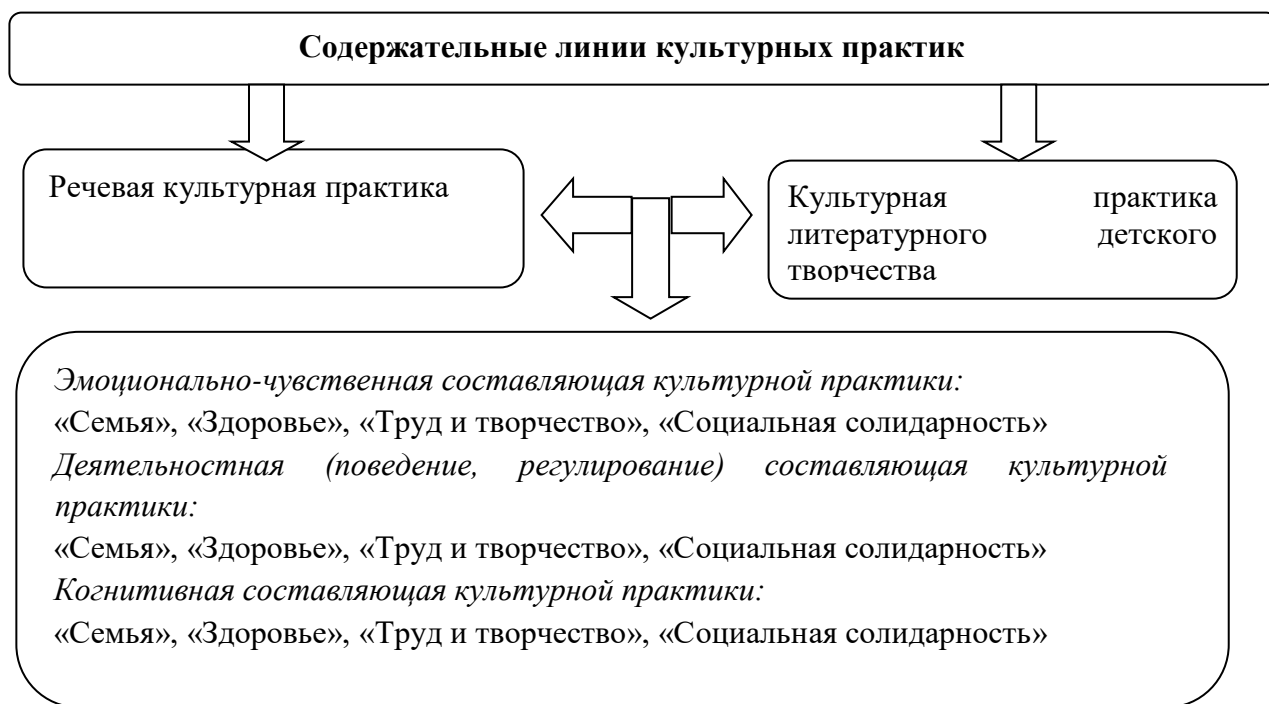 Содержательные линии культурных практик
Речевая культурная практика
Культурная практика
литературного детского
творчества
Эмоционально-чувственная составляющая культурной практики:
«Семья», «Здоровье», «Труд и творчество», «Социальная солидарность»
Деятельностная (поведение, регулирование) составляющая культурной
практики:
«Семья», «Здоровье», «Труд и творчество», «Социальная солидарность»
Когнитивная составляющая культурной практики:
«Семья», «Здоровье», «Труд и творчество», «Социальная солидарность»